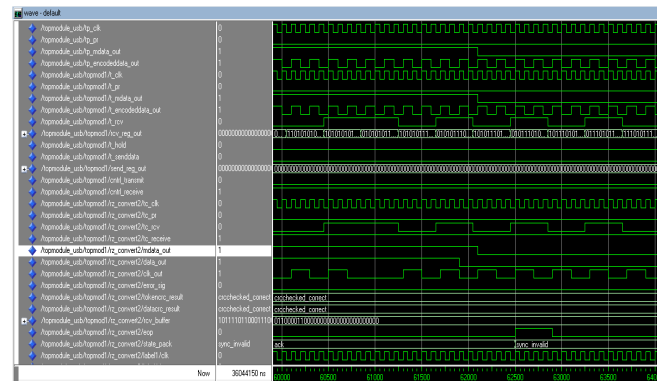 wave - default
/topmodule_usb/tp_clk 0
/topmodule_usb/tp_pr 0
/topmodule_usb/tp_mdata_out 1
/topmodule_usb/tp_encodeddata_out 1
/topmodule_usb/topmod1/t_clk 0
/topmodule_usb/topmod1/t_pr 0
/topmodule_usb/topmod1/t_mdata_out 1
/topmodule_usb/topmod1/t_encodeddata_out 1
/topmodule_usb/topmod1/t_rcv 0
/topmodule_usb/topmod1/rcv_reg_out
/topmodule_usb/topmod1/t_hold 0
/topmodule_usb/topmod1/t_senddata 0
/topmodule_usb/topmod1/send_reg_out
/topmodule_usb/topmod1/cntrl_transmit 0
/topmodule_usb/topmod1/cntrl_receive 1
/topmodule_usb/topmod1/rz_convert2/tc_clk 0
/topmodule_usb/topmod1/rz_convert2/tc_pr 0
/topmodule_usb/topmod1/rz_convert2/tc_rcv 0
/topmodule_usb/topmod1/rz_convert2/tc_receive 1
/topmodule_usb/topmod1/rz_convert2/mdata_out 1
/topmodule_usb/topmod1/rz_convert2/data_out 1
/topmodule_usb/topmod1/rz_convert2/clk_out 1
/topmodule_usb/topmod1/rz_convert2/error_sig 0
/topmodule_usb/topmod1/rz_convert2/tokencrc_result crcchecked_correct crcchecked_correct
/topmodule_usb/topmod1/rz_convert2/datacrc_result crcchecked_correct crcchecked_correct
/topmodule_usb/topmod1/rz_convert2/rcv_buffer
/topmodule_usb/topmod1/rz_convert2/eop 0
/topmodule_usb/topmod1/rz_convert2/state_pack sync_invalid ack sync_invalid
/topmodule_usb/topmod1/rz_convert2/label1/clk 0
Now 36044150 ns 60000 60500 61000 61500 62000 62500 63000 63500